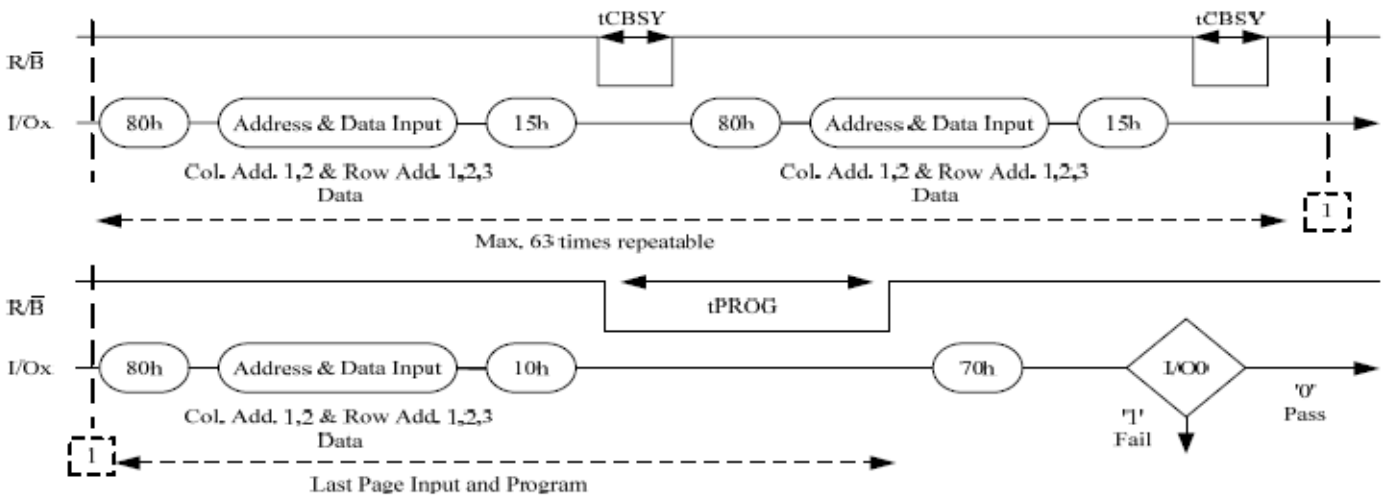 tCBSY tCBSY
R/B̅
I/Ox 80h Address & Data Input 15h 80h Address & Data Input 15h
Col. Add. 1,2 & Row Add. 1,2,3 Col. Add. 1,2 & Row Add. 1,2,3
Data Data
1
Max. 63 times repeatable
R/B̅
tPROG
I/Ox 80h Address & Data Input 10h 70h I/O0
'0'
Pass
Col. Add. 1,2 & Row Add. 1,2,3
Data
'1'
Fail
1
Last Page Input and Program